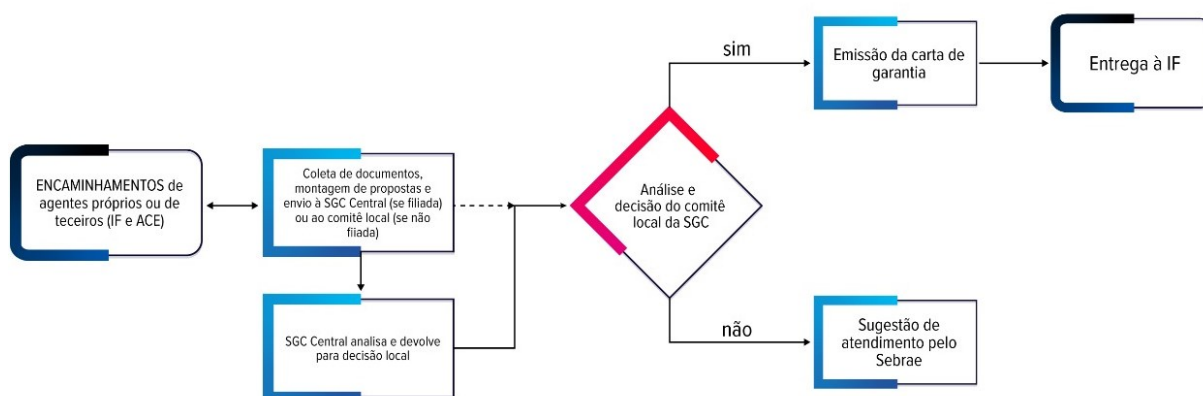 ENCAMINHAMENTOS de
agentes próprios ou de
teceiros (IF e ACE)
Coleta de documentos,
montagem de propostas e
envio à SGC Central (se filiada)
ou ao comitê local (se não
fiiada)
SGC Central analisa e devolve
para decisão local
Análise e
decisão do comitê
local da SGC
sim
Emissão da carta de
garantia
Entrega à IF
não
Sugestão de
atendimento pelo
Sebrae